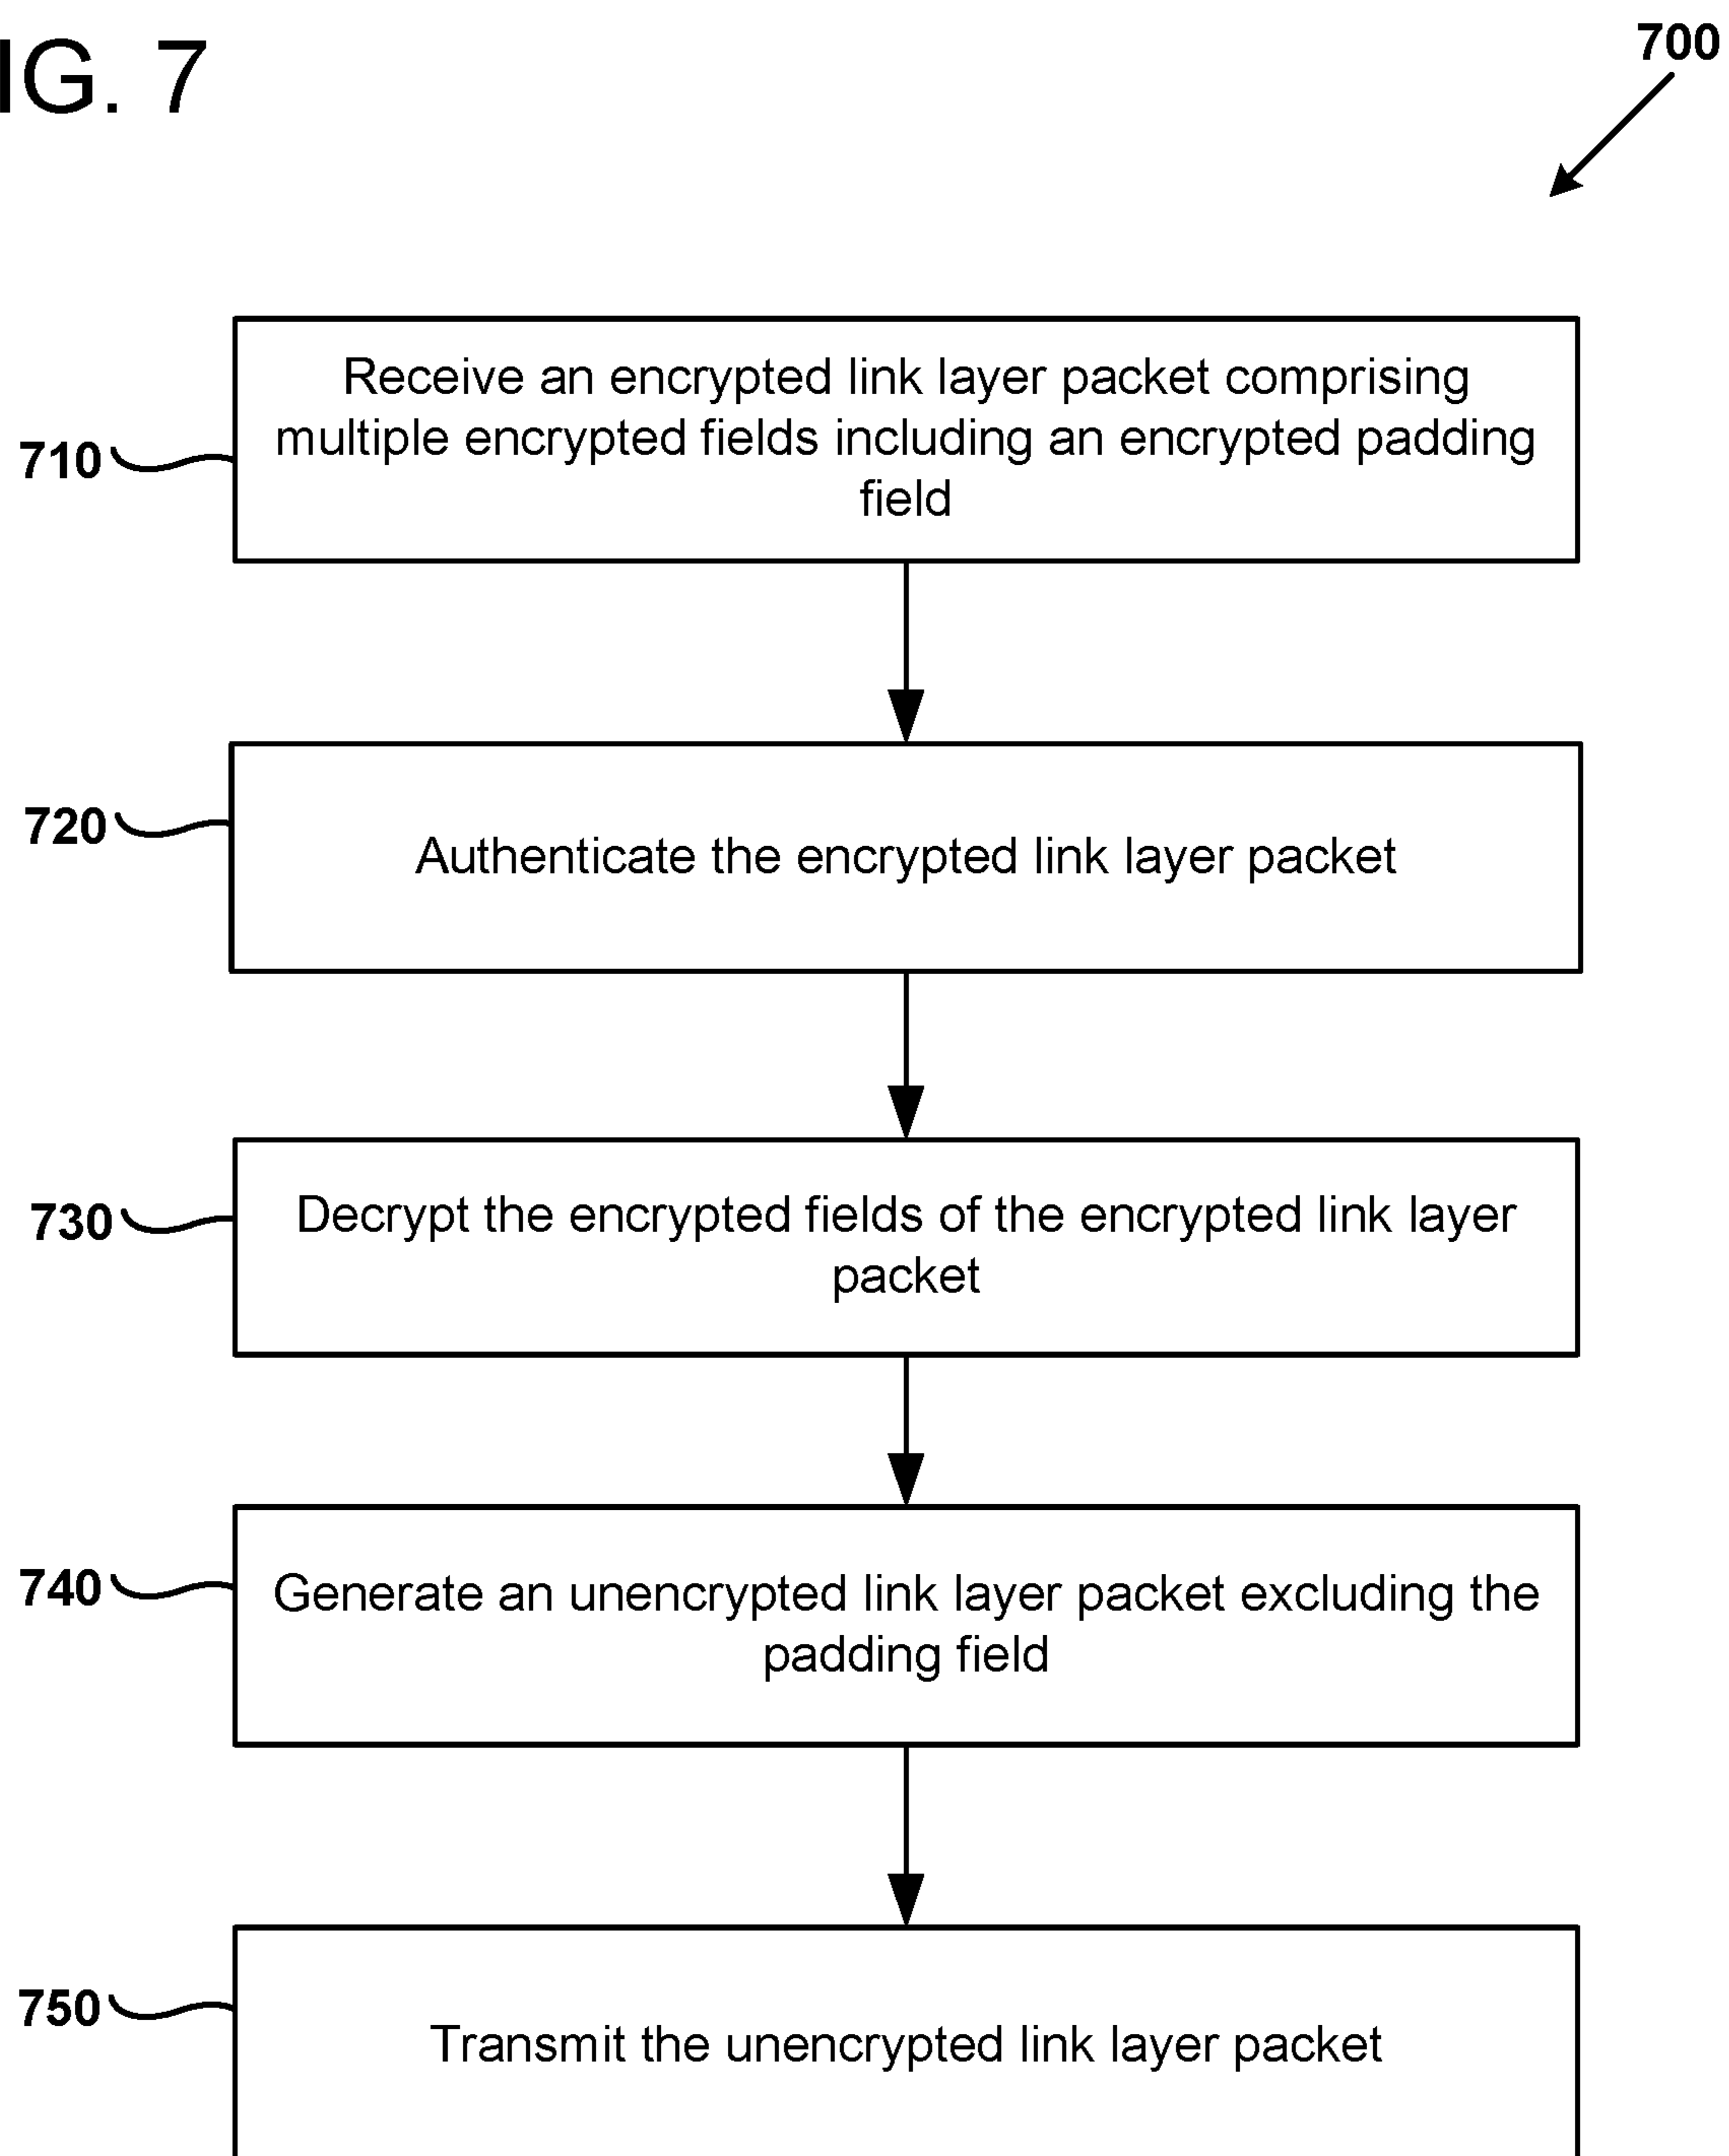 IG. 7
700
710
Receive an encrypted link layer packet comprising
multiple encrypted fields including an encrypted padding
field
720
Authenticate the encrypted link layer packet
730
Decrypt the encrypted fields of the encrypted link layer
packet
740
Generate an unencrypted link layer packet excluding the
padding field
750
Transmit the unencrypted link layer packet